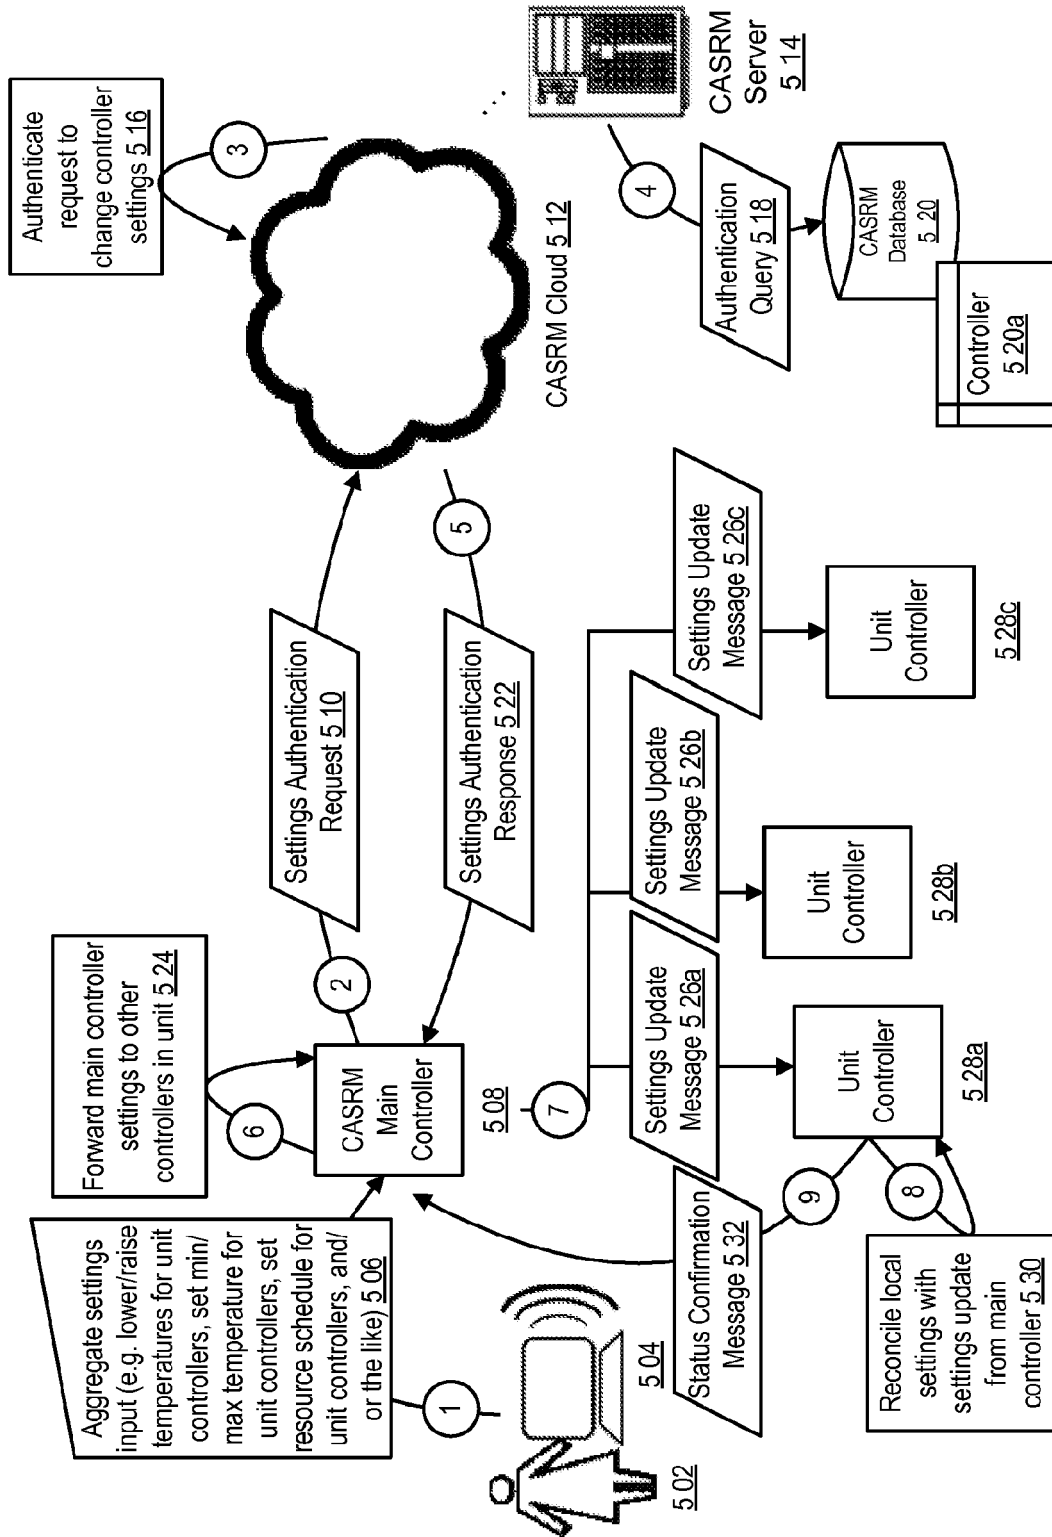 Aggregate settings
input (e.g. lower/raise
temperatures for unit
controllers, set min/
max temperature for
unit controllers, set
resource schedule for
unit controllers, and/
or the like) 5 06
1
5 02
5 04
Forward main controller
settings to other
controllers in unit 5 24
6
CASRM
Main
Controller
5 08
2
Settings Authentication
Request 5 10
Authenticate
request to
change controller
settings 5 16
3
CASRM Cloud 5 12
...
CASRM
Server
5 14
4
Authentication
Query 5 18
CASRM
Database
5 20
Controller
5 20a
5
Settings Authentication
Response 5 22
7
Settings Update
Message 5 26a
Settings Update
Message 5 26b
Settings Update
Message 5 26c
Unit
Controller
5 28a
Unit
Controller
5 28b
Unit
Controller
5 28c
8
Reconcile local
settings with
settings update
from main
controller 5 30
9
Status Confirmation
Message 5 32